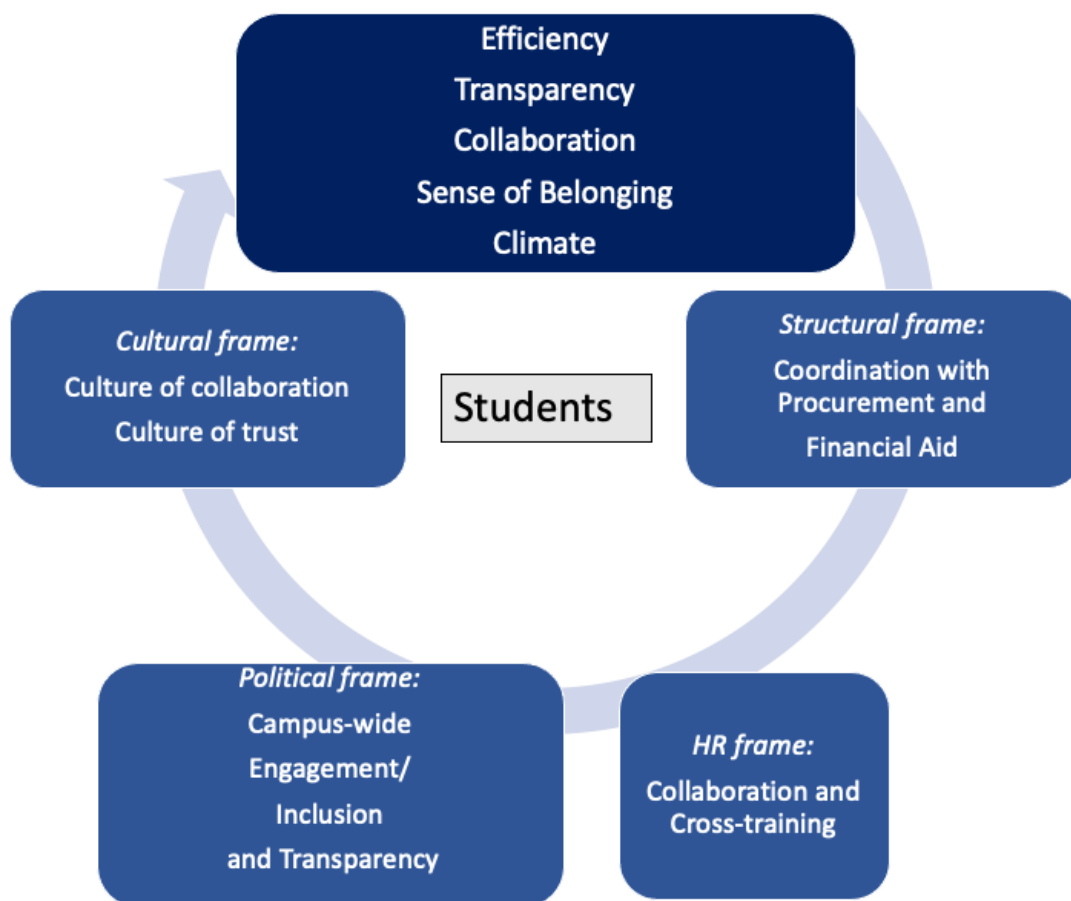 Efficiency
Transparency
Collaboration
Sense of Belonging
Climate
Cultural frame:
Culture of collaboration
Culture of trust
Students
Structural frame:
Coordination with
Procurement and
Financial Aid
Political frame:
Campus-wide
Engagement/
Inclusion
and Transparency
HR frame:
Collaboration and
Cross-training